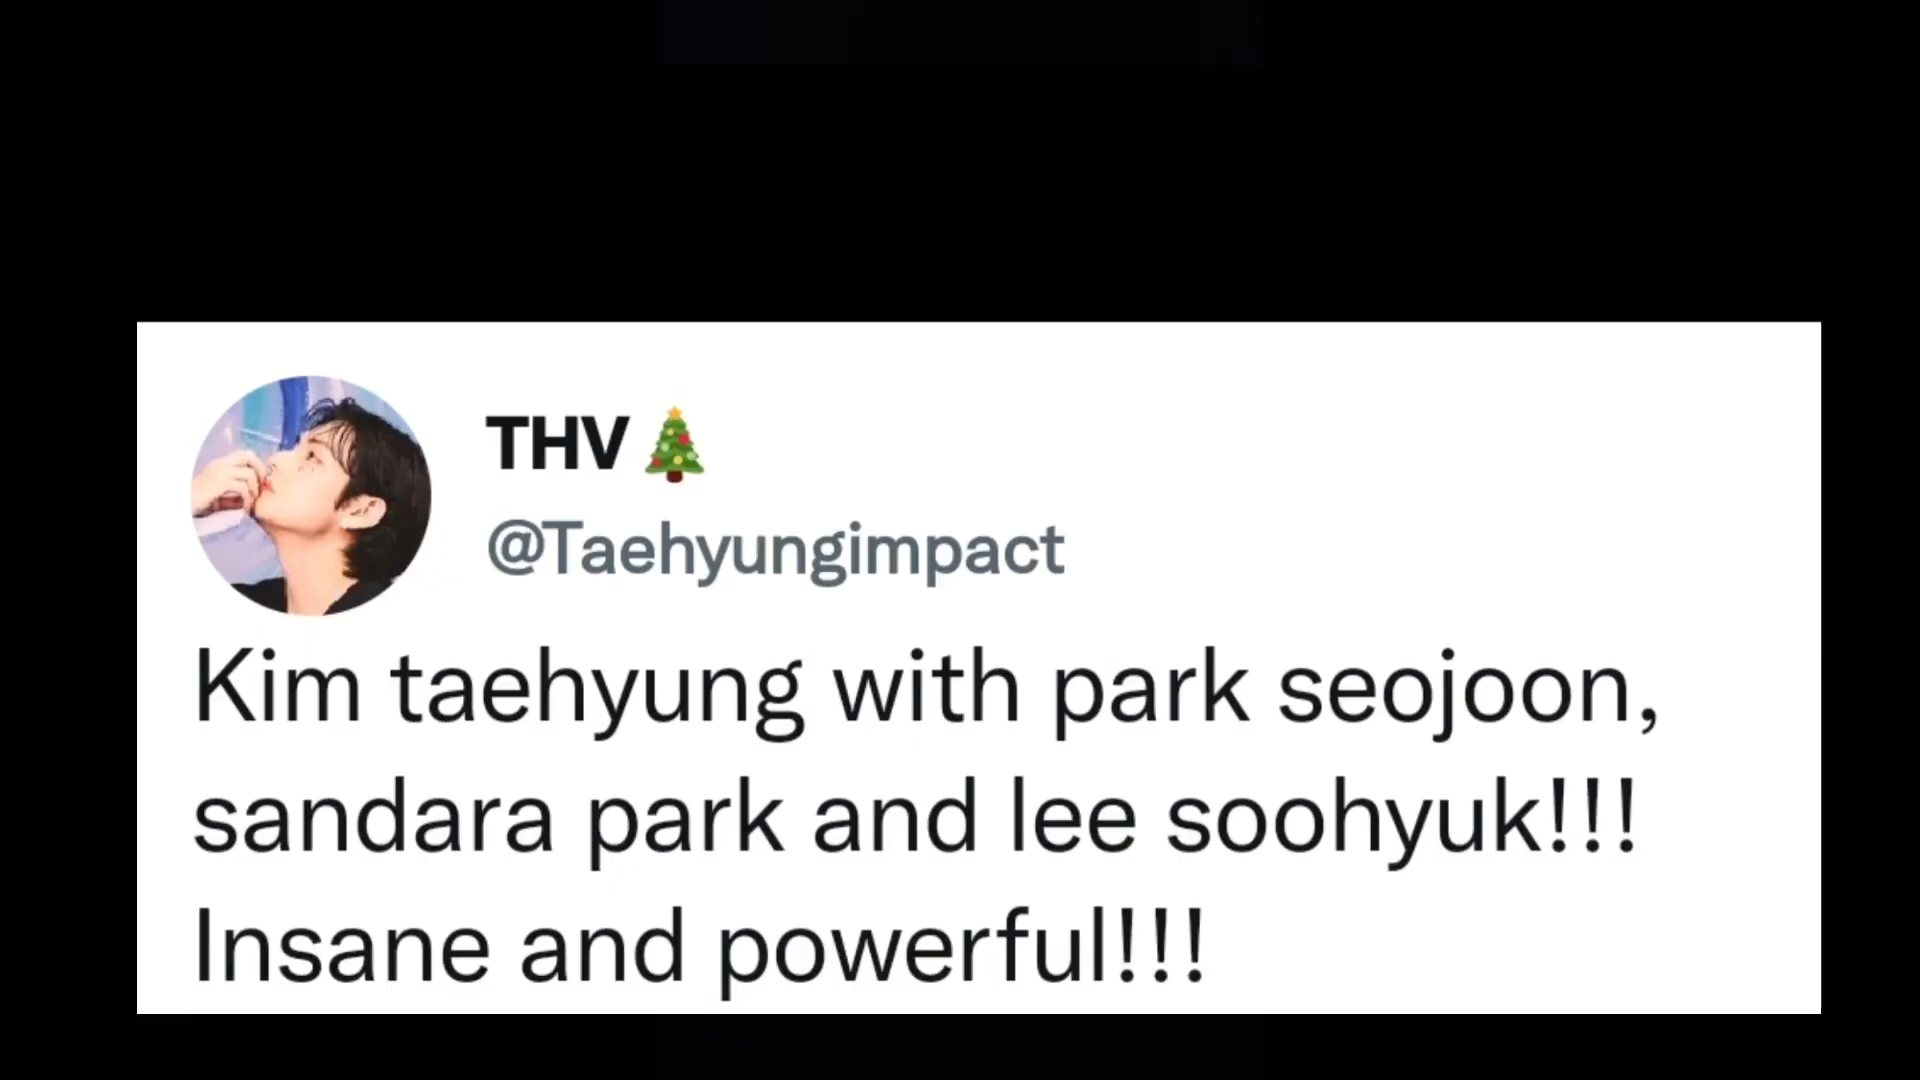 THV🎄
@Taehyungimpact
Kim taehyung with park seojoon,
sandara park and lee soohyuk!!!
Insane and powerful!!!